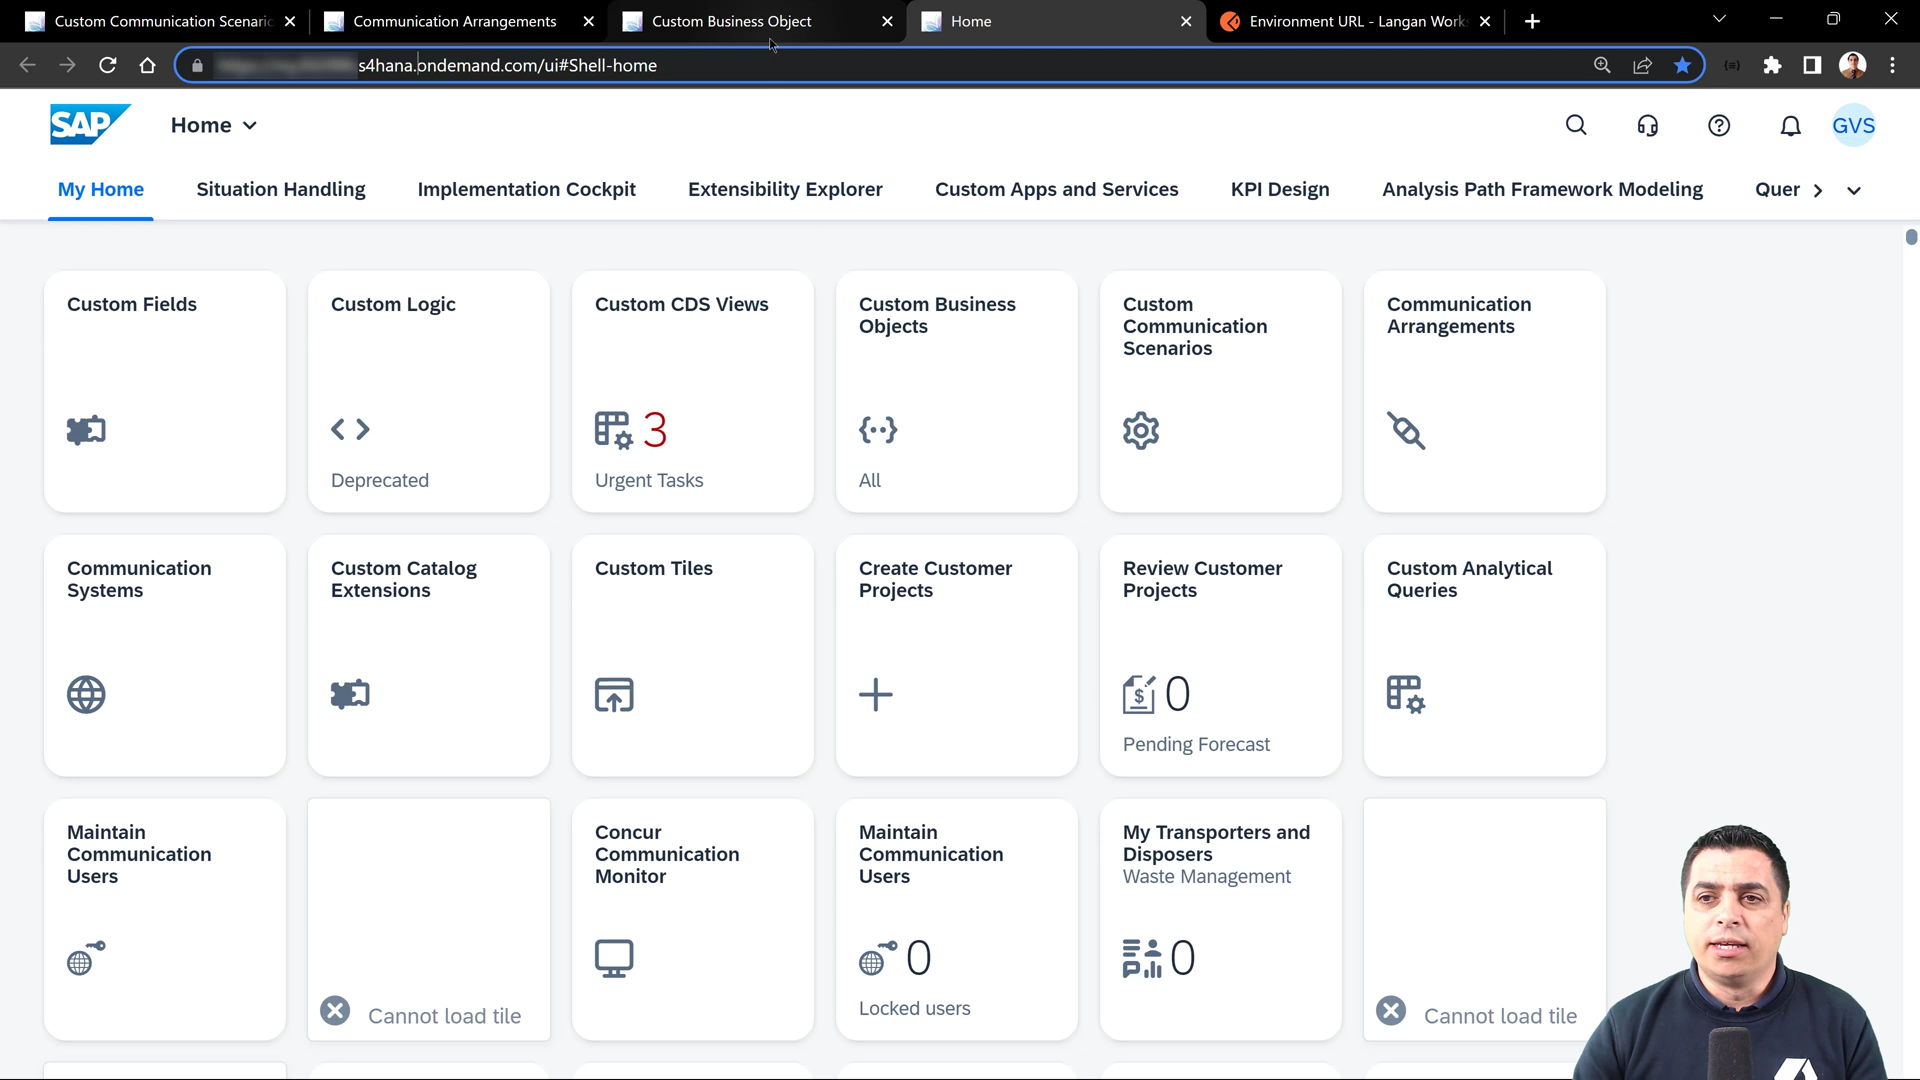 Custom Communication Scenario
Communication Arrangements
Custom Business Object
Home
Environment URL - Langan Works
s4hana.ondemand.com/ui#Shell-home
SAP
Home
GVS
My Home
Situation Handling
Implementation Cockpit
Extensibility Explorer
Custom Apps and Services
KPI Design
Analysis Path Framework Modeling
Quer
Custom Fields
Custom Logic
Deprecated
Custom CDS Views
3
Urgent Tasks
Custom Business
Objects
All
Custom
Communication
Scenarios
Communication
Arrangements
Communication
Systems
Custom Catalog
Extensions
Custom Tiles
Create Customer
Projects
Review Customer
Projects
0
Pending Forecast
Custom Analytical
Queries
Maintain
Communication
Users
Cannot load tile
Concur
Communication
Monitor
Maintain
Communication
Users
0
Locked users
My Transporters and
Disposers
Waste Management
0
Cannot load tile